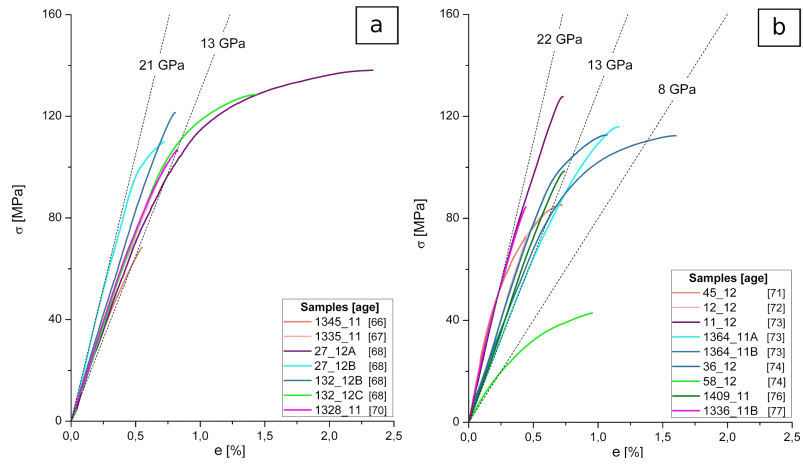 a
160
120
80
40
0
σ [MPa]
21 GPa
13 GPa
Samples [age]
1345_11 [66]
1335_11 [67]
27_12A [68]
27_12B [68]
132_12B [68]
132_12C [68]
1328_11 [70]
0,0 0,5 1,0 1,5 2,0 2,5
e [%]
b
160
120
80
40
0
σ [MPa]
22 GPa
13 GPa
8 GPa
Samples [age]
45_12 [71]
12_12 [72]
11_12 [73]
1364_11A [73]
1364_11B [73]
36_12 [74]
58_12 [74]
1409_11 [76]
1336_11B [77]
0,0 0,5 1,0 1,5 2,0 2,5
e [%]